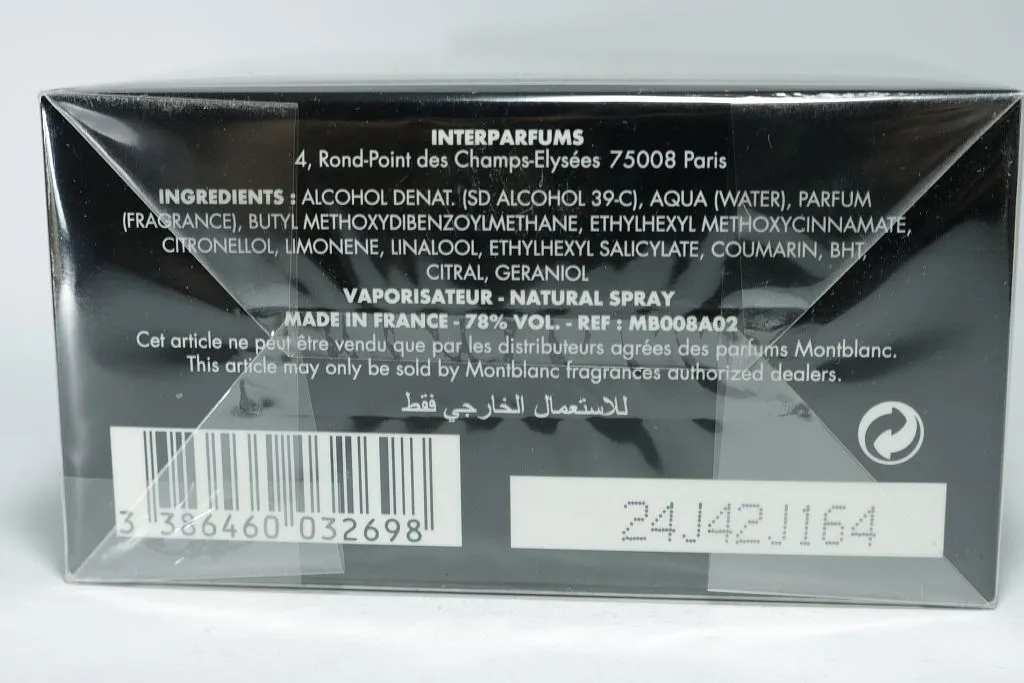 INTERPARFUMS
4, Rond-Point des Champs-Elysées 75008 Paris
INGREDIENTS : ALCOHOL DENAT. (SD ALCOHOL 39-C), AQUA (WATER), PARFUM
(FRAGRANCE), BUTYL METHOXYDIBENZOYLMETHANE, ETHYLHEXYL METHOXYCINNAMATE,
CITRONELLOL, LIMONENE, LINALOOL, ETHYLHEXYL SALICYLATE, COUMARIN, BHT,
CITRAL, GERANIOL
VAPORISATEUR - NATURAL SPRAY
MADE IN FRANCE - 78% VOL. - REF : MB008A02
Cet article ne peut être vendu que par les distributeurs agrées des parfums Montblanc.
This article may only be sold by Montblanc fragrances authorized dealers.
للاستعمال الخارجي فقط
3 386460 032698
24J42J164